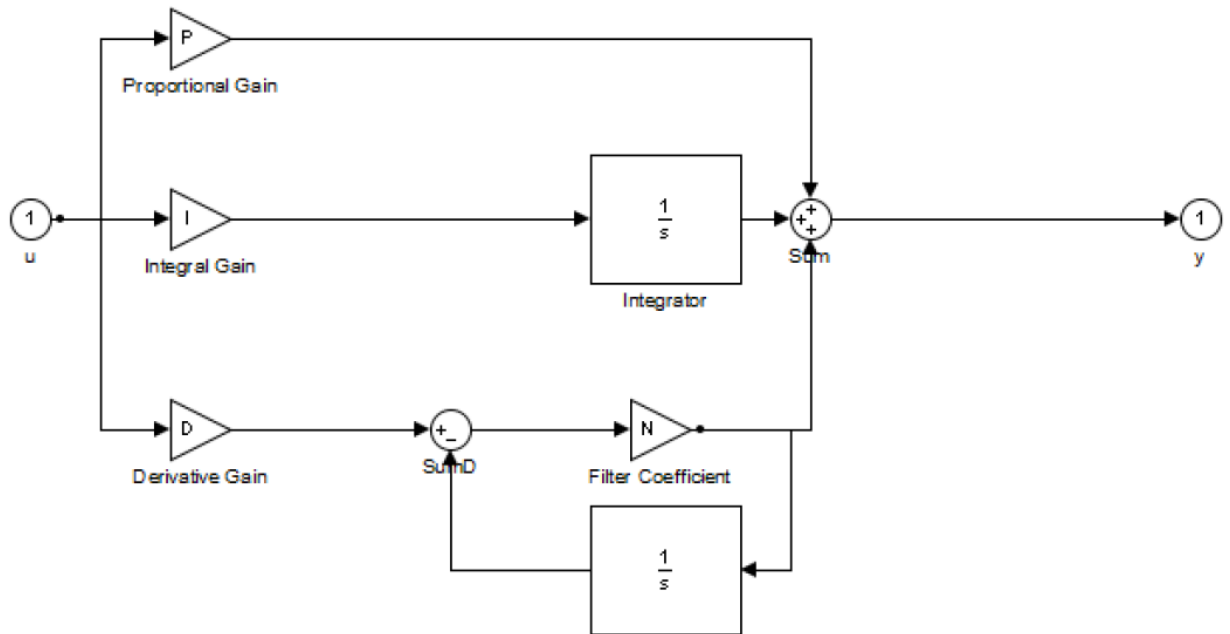 P
Proportional Gain
1
u
I
Integral Gain
1
s
Integrator
+
+
+
Sum
1
y
D
Derivative Gain
+
−
SumD
N
Filter Coefficient
1
s